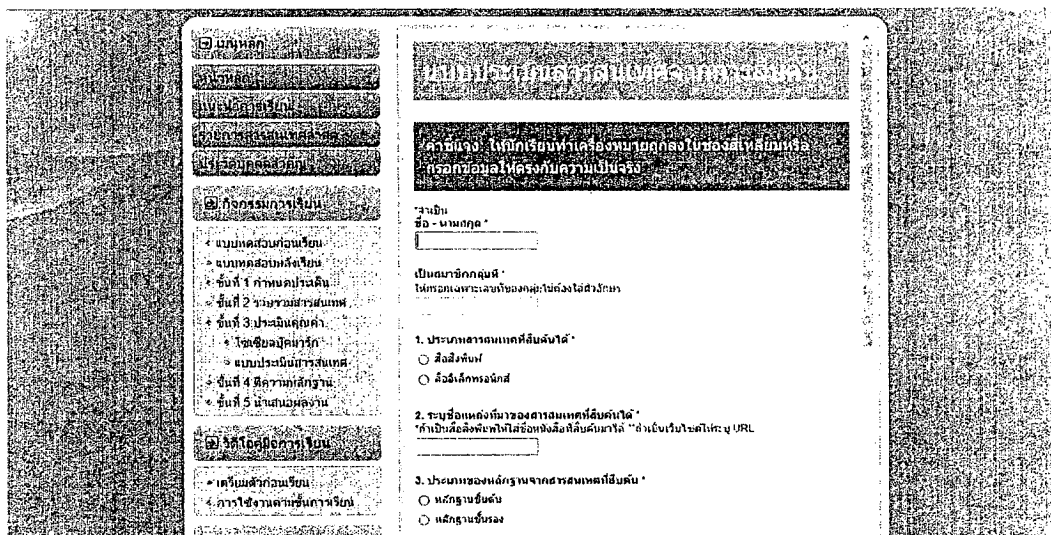 เมนูหลัก
หน้าหลัก
แนะนำการเรียน
ประวัติบุคคลสำคัญ
กิจกรรมการเรียน
แบบทดสอบก่อนเรียน
แบบทดสอบหลังเรียน
ขั้นที่ 1 กำหนดประเด็น
ขั้นที่ 2 รวบรวมสารสนเทศ
ขั้นที่ 3 ประเมินคุณค่า
โซเชียลบุ๊คมาร์ก
แบบประเมินสารสนเทศ
ขั้นที่ 4 ตีความหลักฐาน
ขั้นที่ 5 นำเสนอผลงาน
วิดีโอคู่มือการเรียน
เตรียมตัวก่อนเรียน
การใช้งานตามขั้นการเรียน
แบบประเมินสารสนเทศจากการสืบค้น
คำชี้แจง ให้นักเรียนทำเครื่องหมายถูกลงในช่องสี่เหลี่ยมหรือ
กรอกข้อมูลให้ตรงกับความเป็นจริง
*จำเป็น
ชื่อ - นามสกุล *
เป็นสมาชิกกลุ่มที่ *
ให้กรอกเฉพาะเลขที่ของกลุ่มไม่ต้องใส่ตัวอักษร
1. ประเภทสารสนเทศที่สืบค้นได้ *
สื่อสิ่งพิมพ์
สื่ออิเล็กทรอนิกส์
2. ระบุชื่อแหล่งที่มาของสารสนเทศที่สืบค้นได้ *
*ถ้าเป็นสื่อสิ่งพิมพ์ให้ใส่ชื่อหนังสือที่สืบค้นมาได้ **ถ้าเป็นเว็บไซต์ให้ระบุ URL
3. ประเภทของหลักฐานจากสารสนเทศที่สืบค้น *
หลักฐานชั้นต้น
หลักฐานชั้นรอง